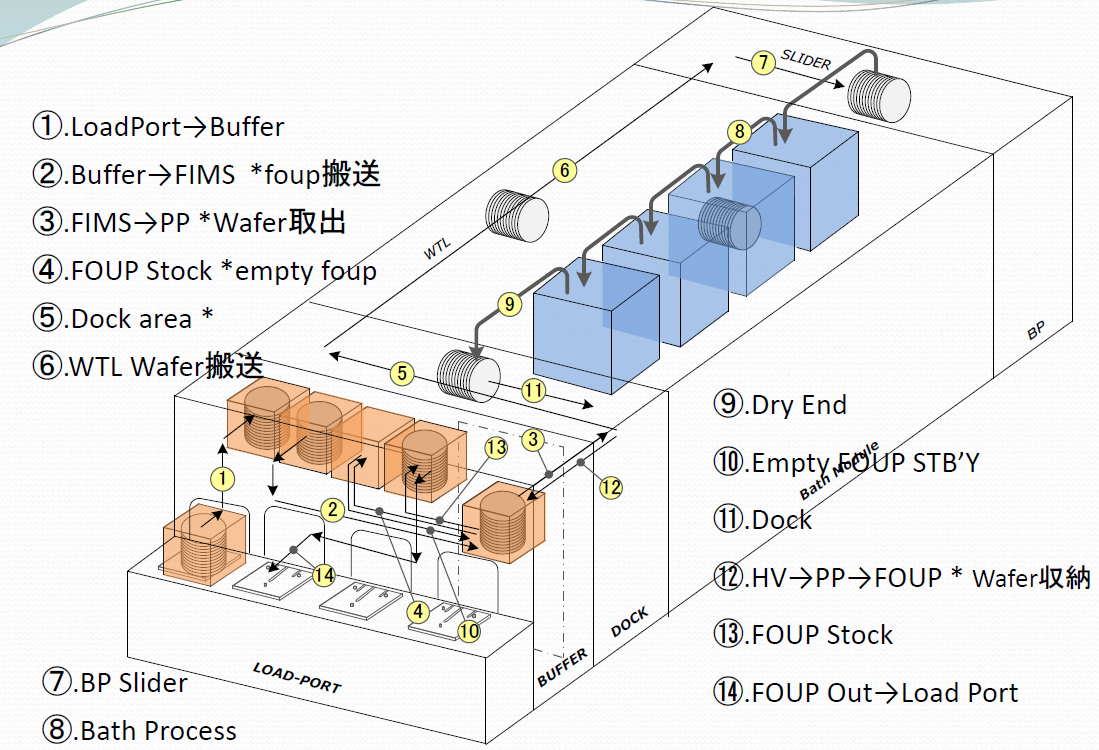 ①.LoadPort→Buffer
②.Buffer→FIMS *foup搬送
③.FIMS→PP *Wafer取出
④.FOUP Stock *empty foup
⑤.Dock area *
⑥.WTL Wafer搬送
⑦.BP Slider
⑧.Bath Process
⑨.Dry End
⑩.Empty FOUP STB'Y
⑪.Dock
⑫.HV→PP→FOUP * Wafer収納
⑬.FOUP Stock
⑭.FOUP Out→Load Port
7
SLIDER
8
6
WTL
9
BP
5
11
13
3
12
1
2
Bath Module
14
4
10
DOCK
BUFFER
LOAD-PORT